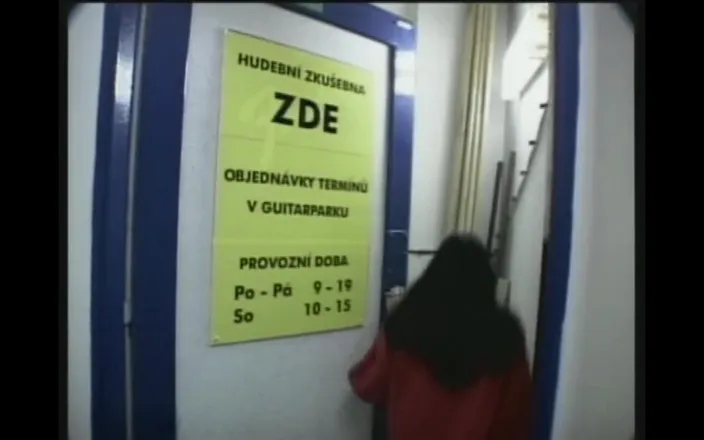 HUDEBNÍ ZKUŠEBNA
ZDE
OBJEDNÁVKY TERMÍNŮ
V GUITARPARKU
PROVOZNÍ DOBA
Po - Pá 9 - 19
So 10 - 15